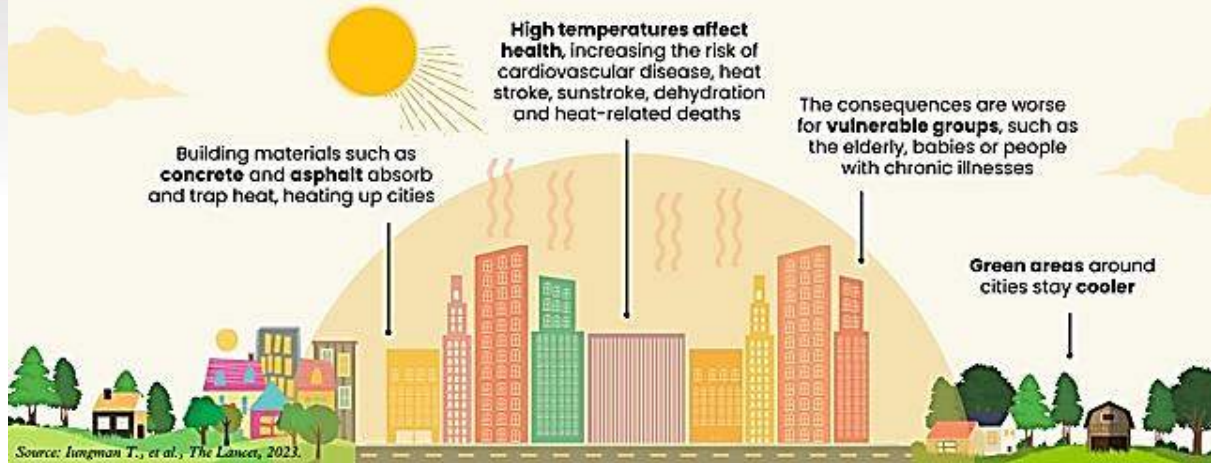 High temperatures affect
health, increasing the risk of
cardiovascular disease, heat
stroke, sunstroke, dehydration
and heat-related deaths
The consequences are worse
for vulnerable groups, such as
the elderly, babies or people
with chronic illnesses
Building materials such as
concrete and asphalt absorb
and trap heat, heating up cities
Green areas around
cities stay cooler
Source: Iungman T., et al., The Lancet, 2023.